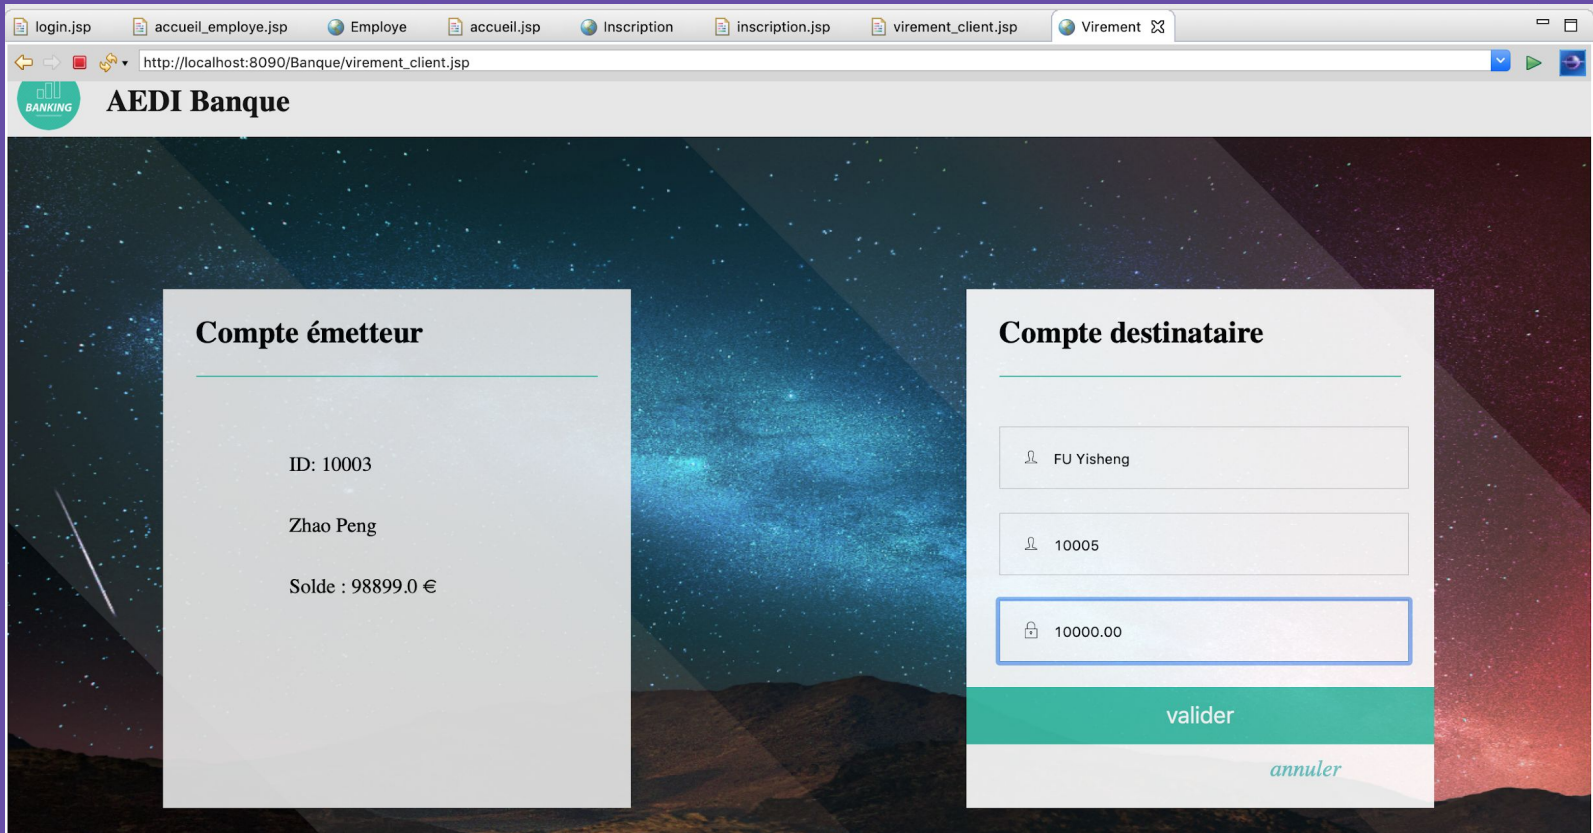 login.jsp accueil_employe.jsp Employe accueil.jsp Inscription inscription.jsp virement_client.jsp Virement
http://localhost:8090/Banque/virement_client.jsp
BANKING AEDI Banque
Compte émetteur
ID: 10003
Zhao Peng
Solde : 98899.0 €
Compte destinataire
FU Yisheng
10005
10000.00
valider
annuler